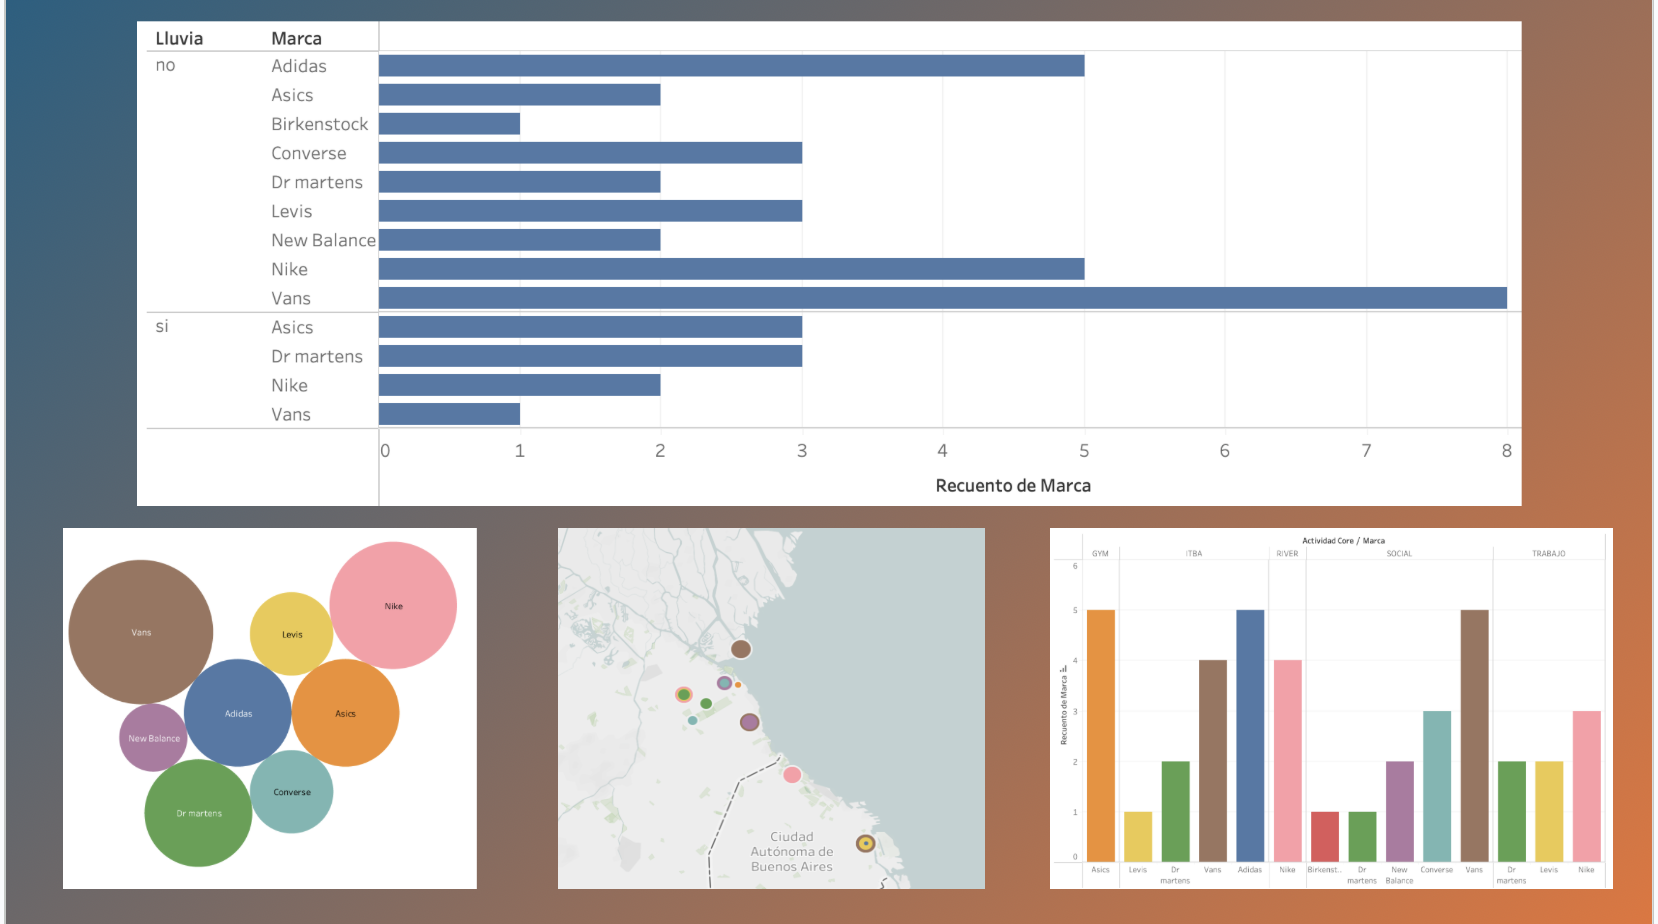 Lluvia Marca
no Adidas
Asics
Birkenstock
Converse
Dr martens
Levis
New Balance
Nike
Vans
si Asics
Dr martens
Nike
Vans
0 1 2 3 4 5 6 7 8
Recuento de Marca
Nike
Vans
Levis
Adidas
Asics
New Balance
Converse
Dr martens
Ciudad
Autónoma de
Buenos Aires
Actividad Core / Marca
GYM ITBA RIVER SOCIAL TRABAJO
6
5
4
3
2
1
0
Recuento de Marca
Asics Levis Dr martens Vans Adidas Nike Birkenst.. Dr martens New Balance Converse Vans Dr martens Levis Nike